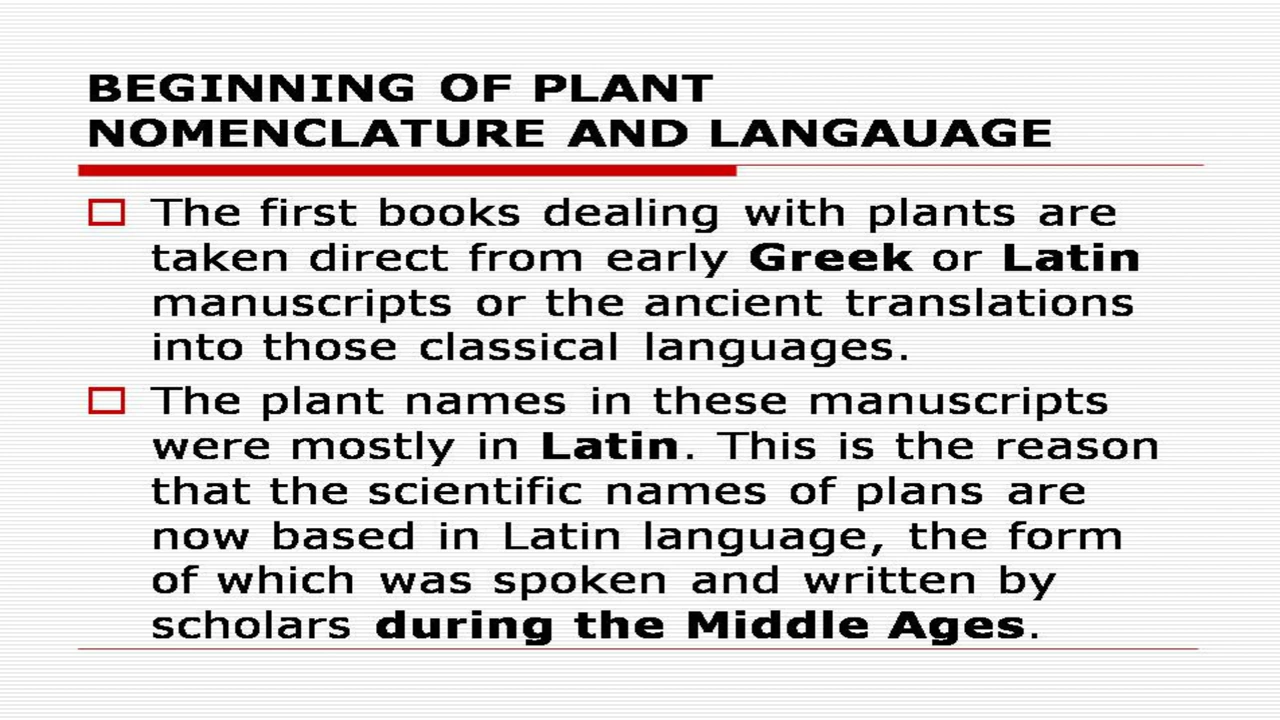 BEGINNING OF PLANT
NOMENCLATURE AND LANGAUAGE
The first books dealing with plants are
taken direct from early Greek or Latin
manuscripts or the ancient translations
into those classical languages.
The plant names in these manuscripts
were mostly in Latin. This is the reason
that the scientific names of plans are
now based in Latin language, the form
of which was spoken and written by
scholars during the Middle Ages.